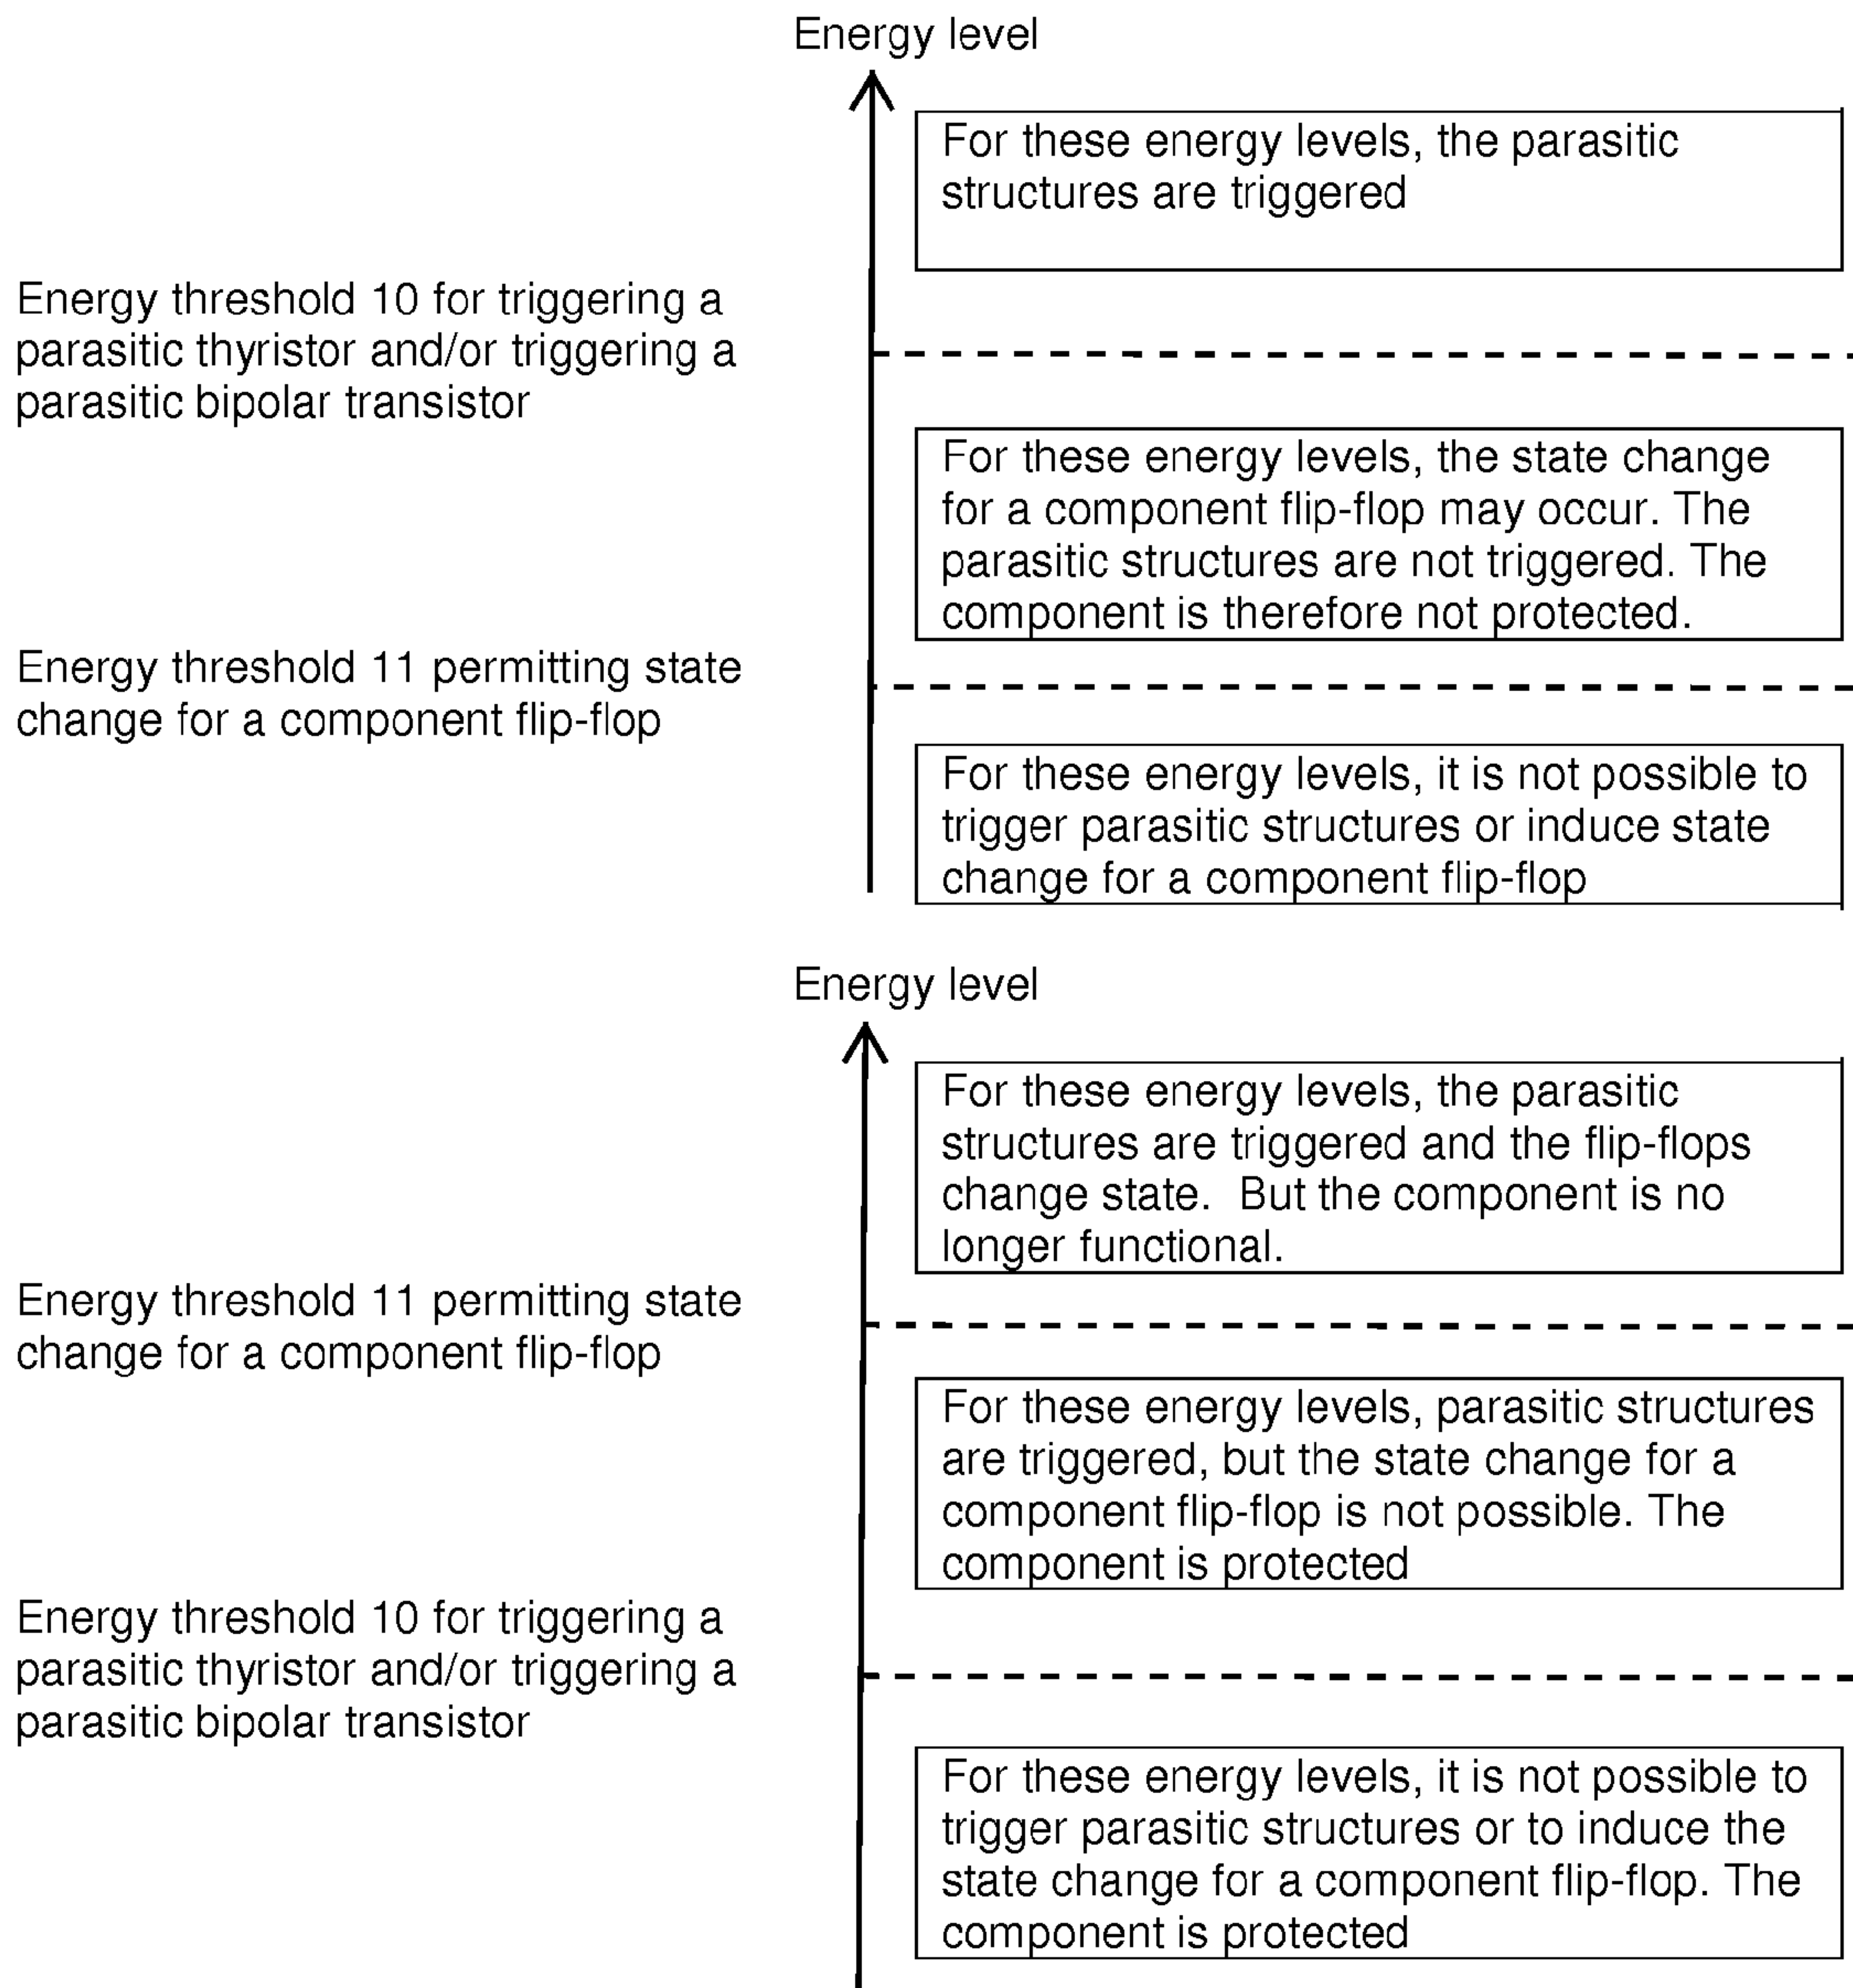 Energy level
For these energy levels, the parasitic
structures are triggered
Energy threshold 10 for triggering a
parasitic thyristor and/or triggering a
parasitic bipolar transistor
For these energy levels, the state change
for a component flip-flop may occur. The
parasitic structures are not triggered. The
component is therefore not protected.
Energy threshold 11 permitting state
change for a component flip-flop
For these energy levels, it is not possible to
trigger parasitic structures or induce state
change for a component flip-flop
Energy level
For these energy levels, the parasitic
structures are triggered and the flip-flops
change state.  But the component is no
longer functional.
Energy threshold 11 permitting state
change for a component flip-flop
For these energy levels, parasitic structures
are triggered, but the state change for a
component flip-flop is not possible. The
component is protected
Energy threshold 10 for triggering a
parasitic thyristor and/or triggering a
parasitic bipolar transistor
For these energy levels, it is not possible to
trigger parasitic structures or to induce the
state change for a component flip-flop. The
component is protected